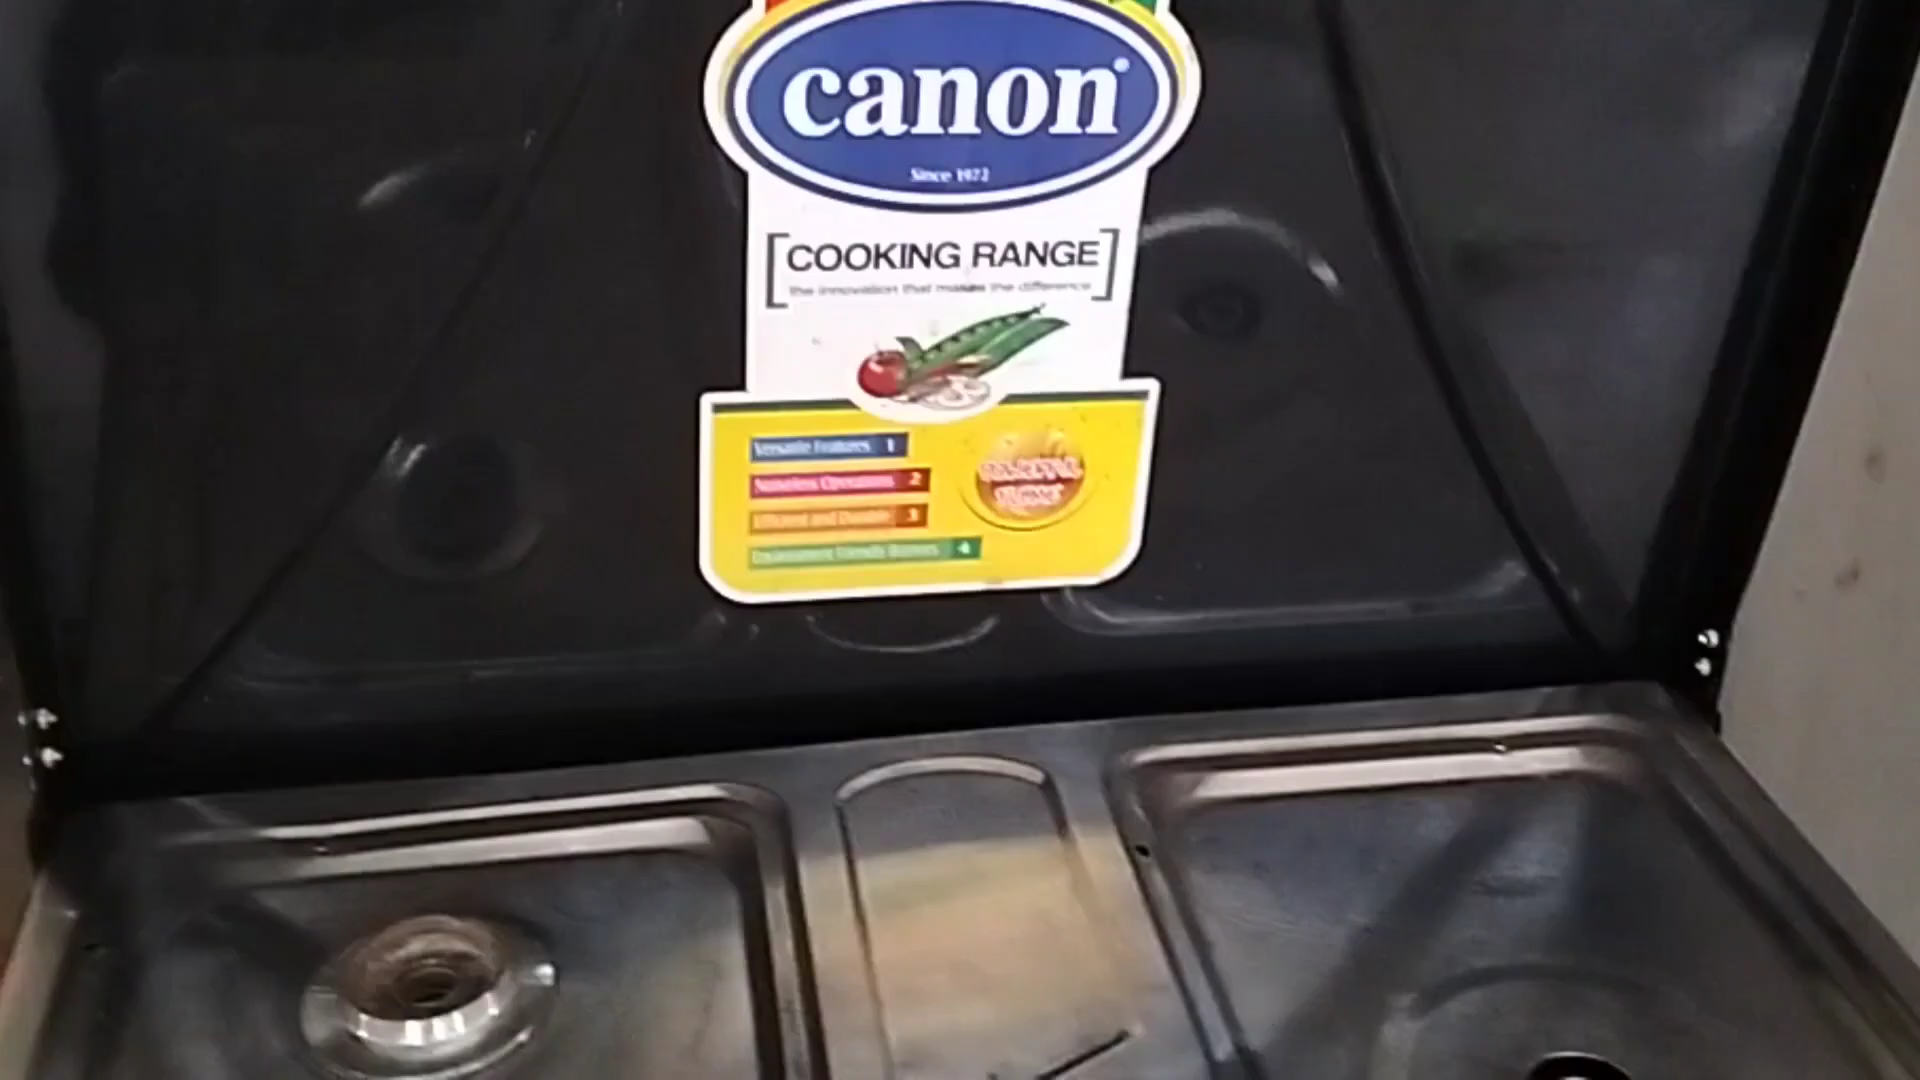 canon
Since 1972
COOKING RANGE
the innovation that makes the difference
Versatile Features 1
Noiseless Operations 2
Efficient and Durable 3
Environment Friendly Burners 4